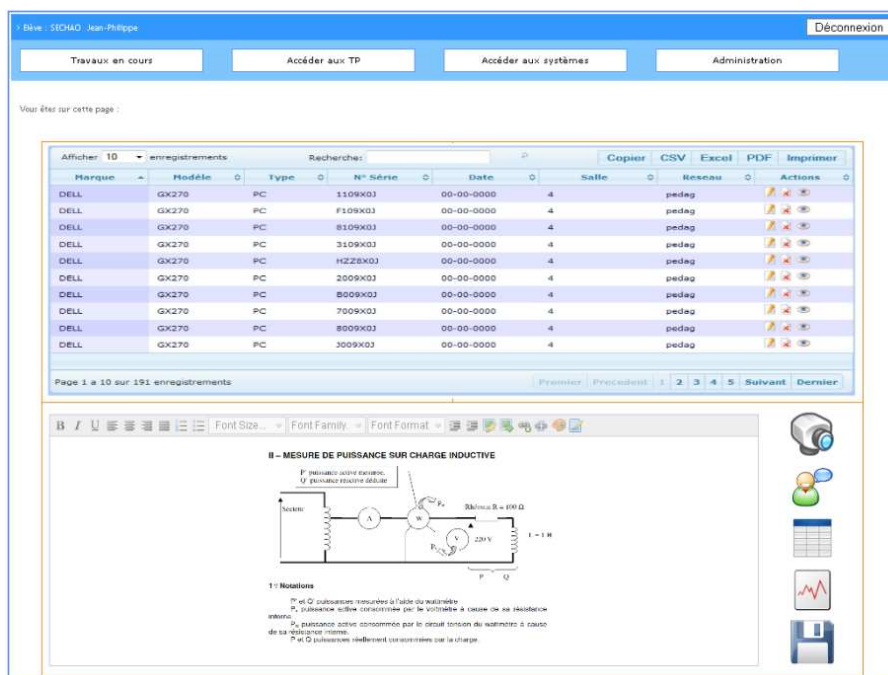 > Elève : SECHAO Jean-Philippe
Déconnexion
Travaux en cours
Accéder aux TP
Accéder aux systèmes
Administration
Vous êtes sur cette page :
Afficher 10 enregistrements
Recherche:
Copier CSV Excel PDF Imprimer
Marque Modéle Type N° Série Date Salle Reseau Actions
DELL GX270 PC 1109X0J 00-00-0000 4 pedag
DELL GX270 PC F109X0J 00-00-0000 4 pedag
DELL GX270 PC 8109X0J 00-00-0000 4 pedag
DELL GX270 PC 3109X0J 00-00-0000 4 pedag
DELL GX270 PC HZZ8X0J 00-00-0000 4 pedag
DELL GX270 PC 2009X0J 00-00-0000 4 pedag
DELL GX270 PC B009X0J 00-00-0000 4 pedag
DELL GX270 PC 7009X0J 00-00-0000 4 pedag
DELL GX270 PC 8009X0J 00-00-0000 4 pedag
DELL GX270 PC J009X0J 00-00-0000 4 pedag
Page 1 a 10 sur 191 enregistrements
Premier Precedent 1 2 3 4 5 Suivant Dernier
B I U Font Size... Font Family. Font Format
II – MESURE DE PUISSANCE SUR CHARGE INDUCTIVE
P' puissance active mesurée,
Q' puissance réactive déduite
Secteur
A
W
V
220 V
Rhéostat R = 100 Ω
L = 1 H
P Q
Notations
P' et Q' puissances mesurées à l'aide du wattmètre
puissance active consommée par le voltmètre à cause de sa résistance
interne
puissance active consommée par le circuit tension du wattmètre à cause
de sa résistance interne.
P et Q puissances réellement consommées par la charge.